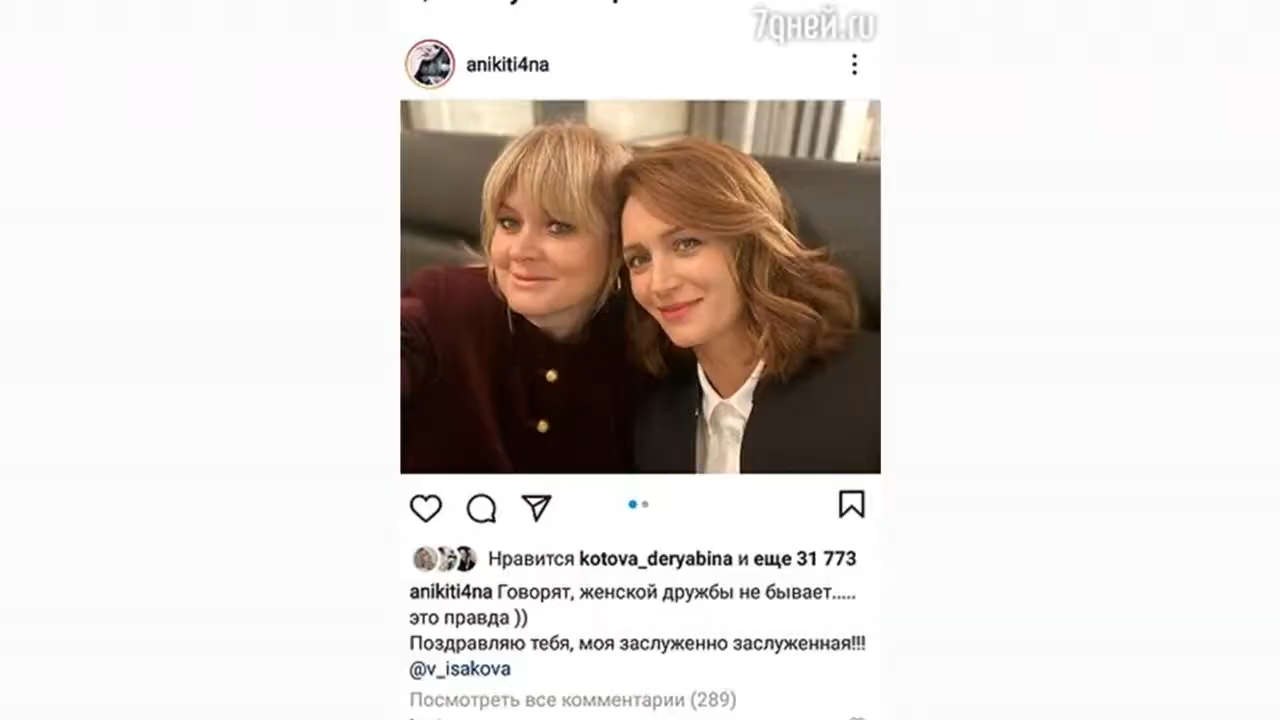 7дней.ru
anikiti4na
Нравится kotova_deryabina и еще 31 773
anikiti4na Говорят, женской дружбы не бывает.....
это правда ))
Поздравляю тебя, моя заслуженно заслуженная!!!
@v_isakova
Посмотреть все комментарии (289)